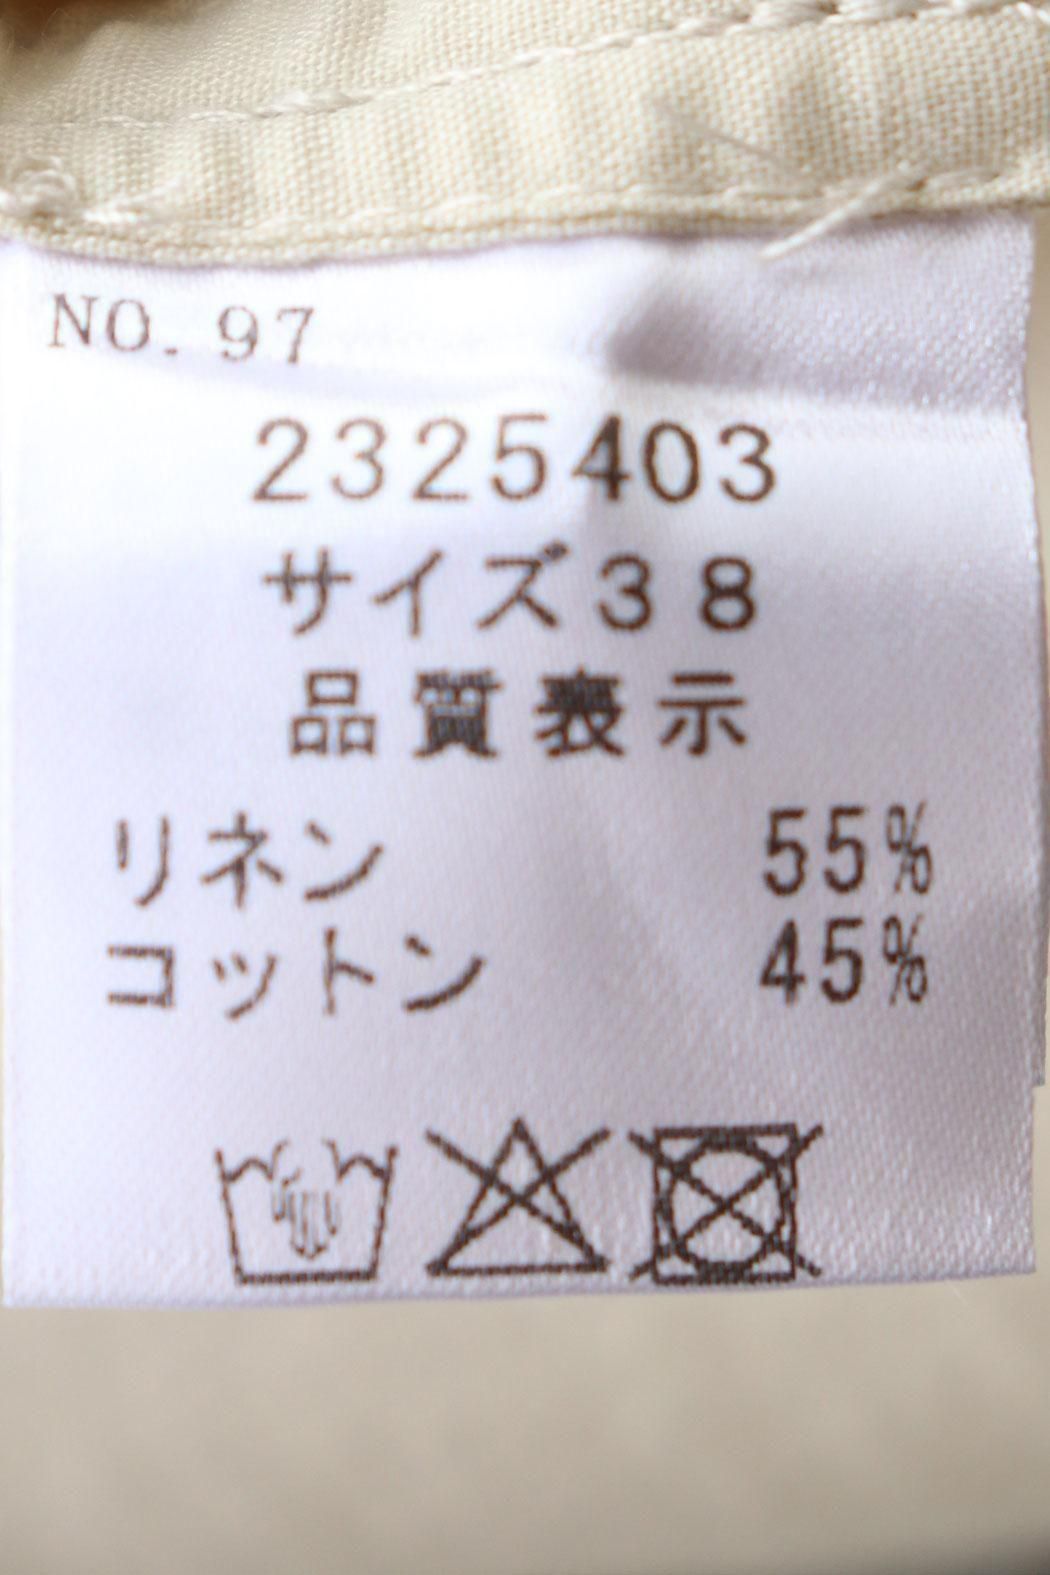 NO. 97
2325403
サイズ38
品質表示
リネン 55%
コットン 45%